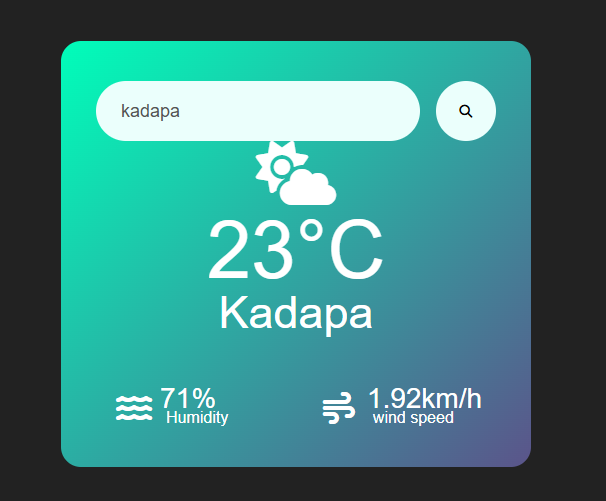 kadapa
23°C
Kadapa
71%
Humidity
1.92km/h
wind speed